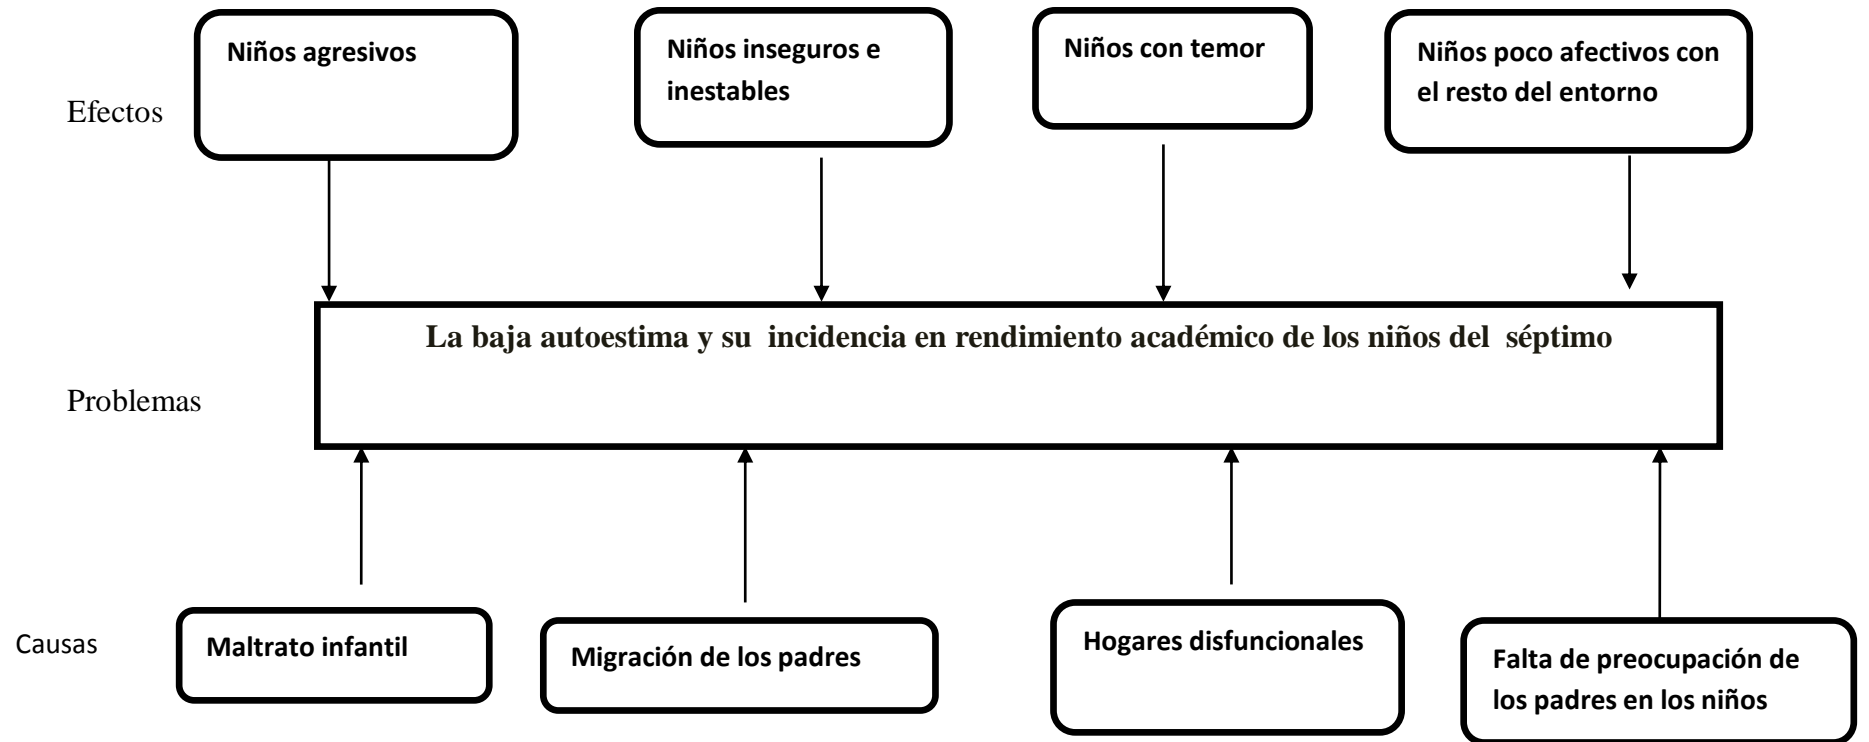 Niños agresivos
Niños inseguros e
inestables
Niños con temor
Niños poco afectivos con
el resto del entorno
Efectos
La baja autoestima y su  incidencia en rendimiento académico de los niños del  séptimo
Problemas
Causas
Maltrato infantil
Migración de los padres
Hogares disfuncionales
Falta de preocupación de
los padres en los niños